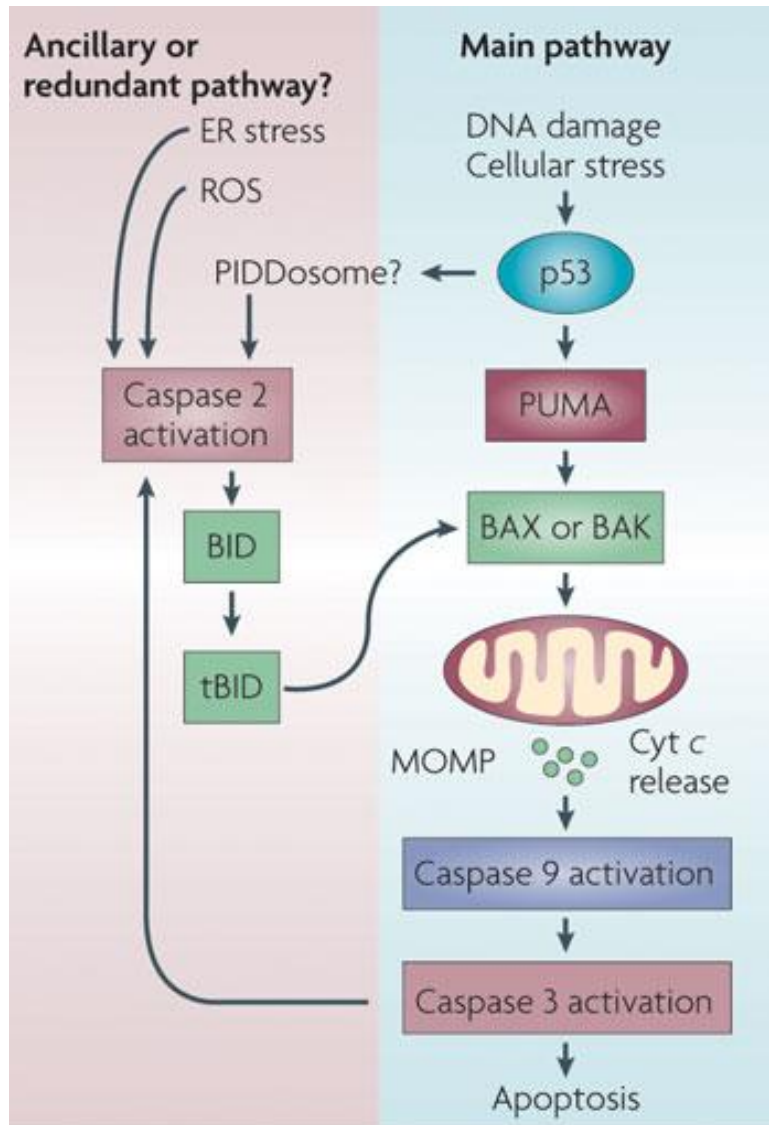 Ancillary or
redundant pathway?
ER stress
ROS
PIDDosome?
Caspase 2
activation
BID
tBID
Main pathway
DNA damage
Cellular stress
p53
PUMA
BAX or BAK
MOMP
Cyt c
release
Caspase 9 activation
Caspase 3 activation
Apoptosis